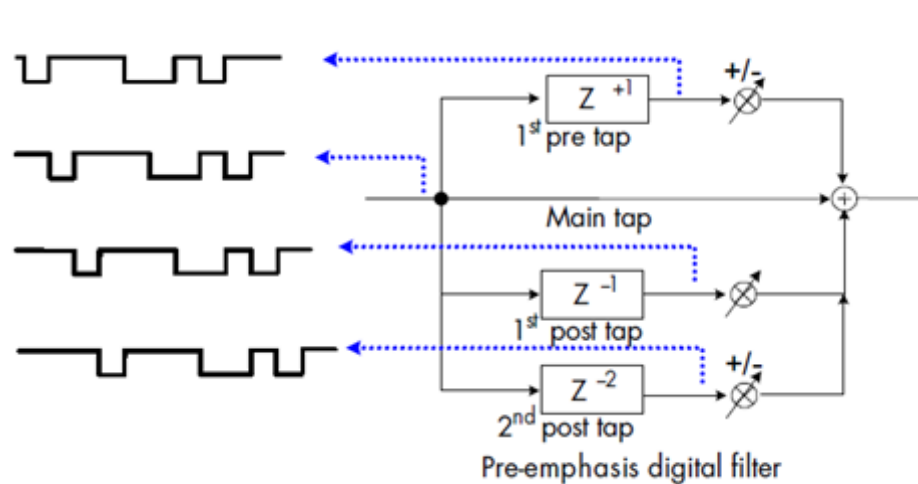 +/-
Z +1
1st pre tap
Main tap
Z –1
1st post tap
+/-
Z –2
2nd post tap
Pre-emphasis digital filter